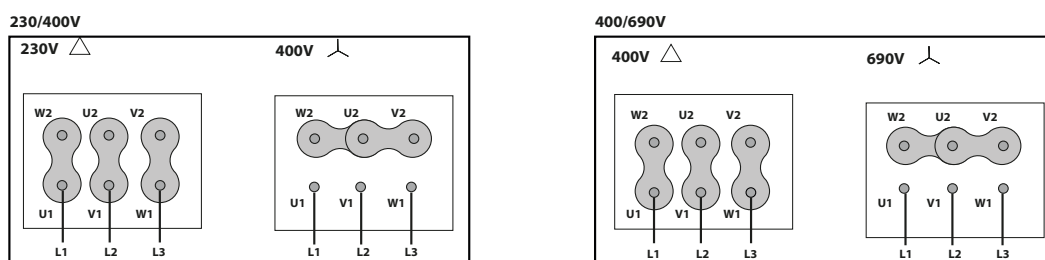 230/400V
230V
400V
W2 U2 V2
U1 V1 W1
L1 L2 L3
W2 U2 V2
U1 V1 W1
L1 L2 L3
400/690V
400V
690V
W2 U2 V2
U1 V1 W1
L1 L2 L3
W2 U2 V2
U1 V1 W1
L1 L2 L3